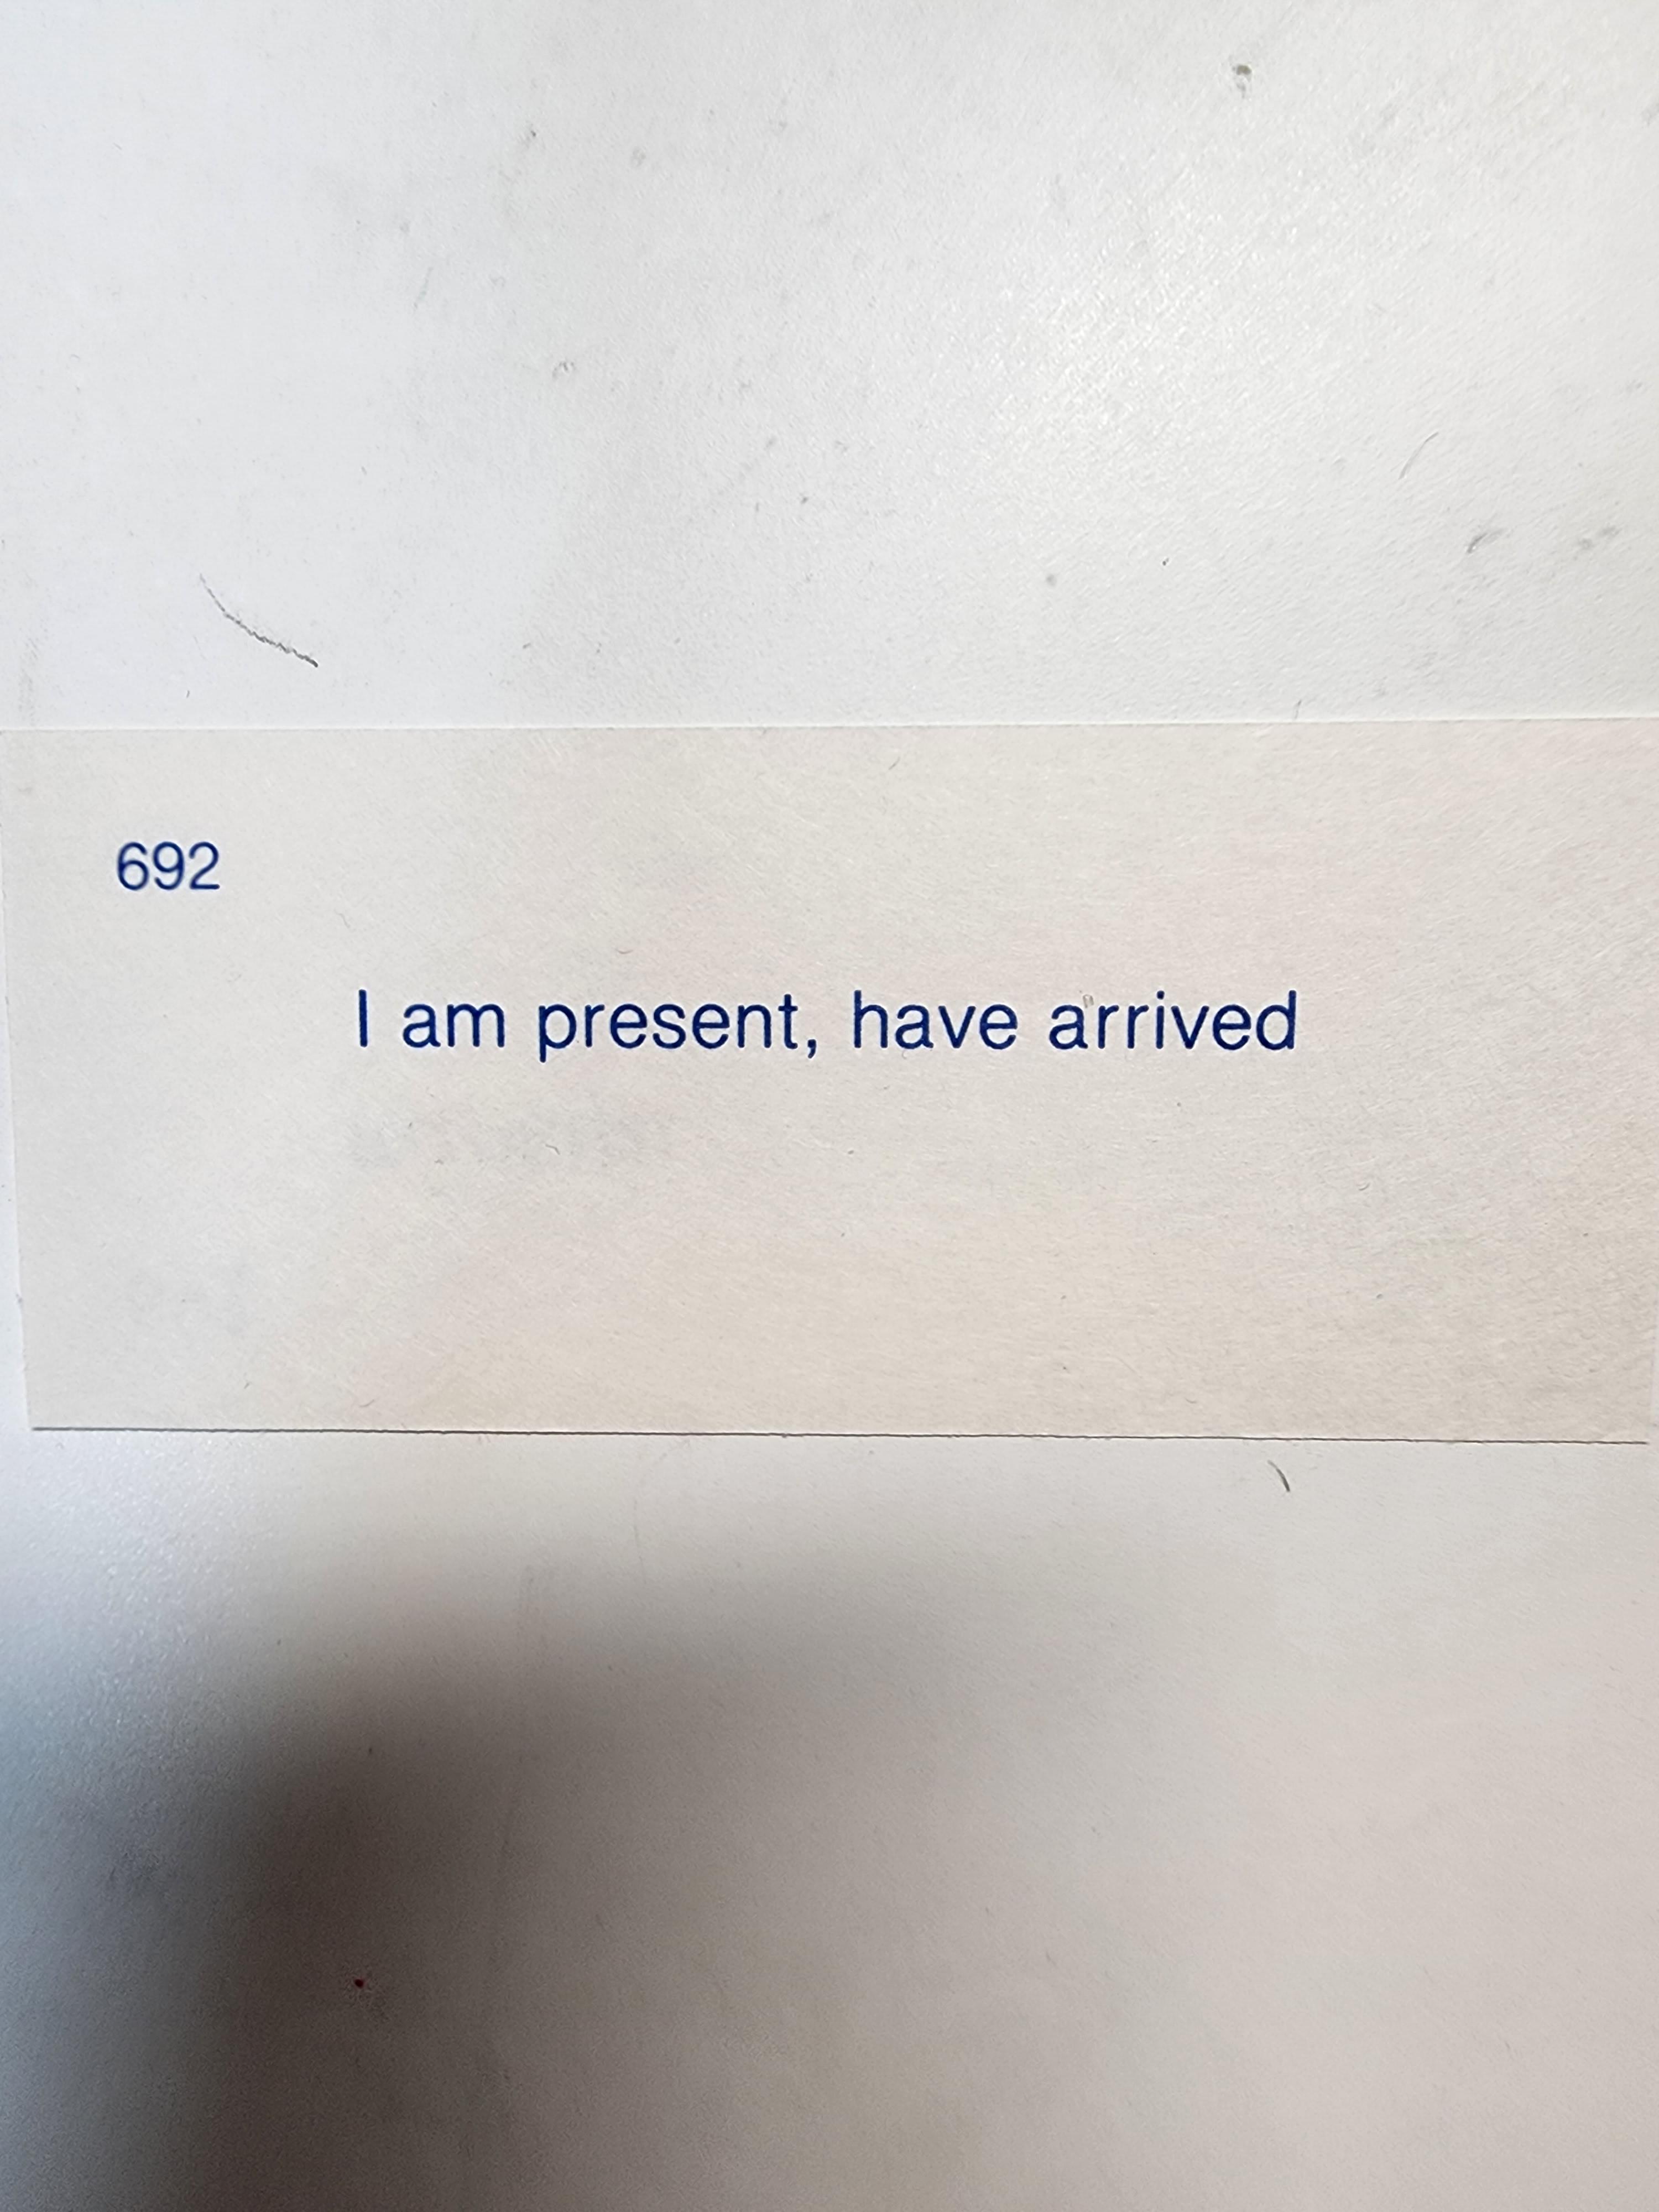 692
I am present, have arrived